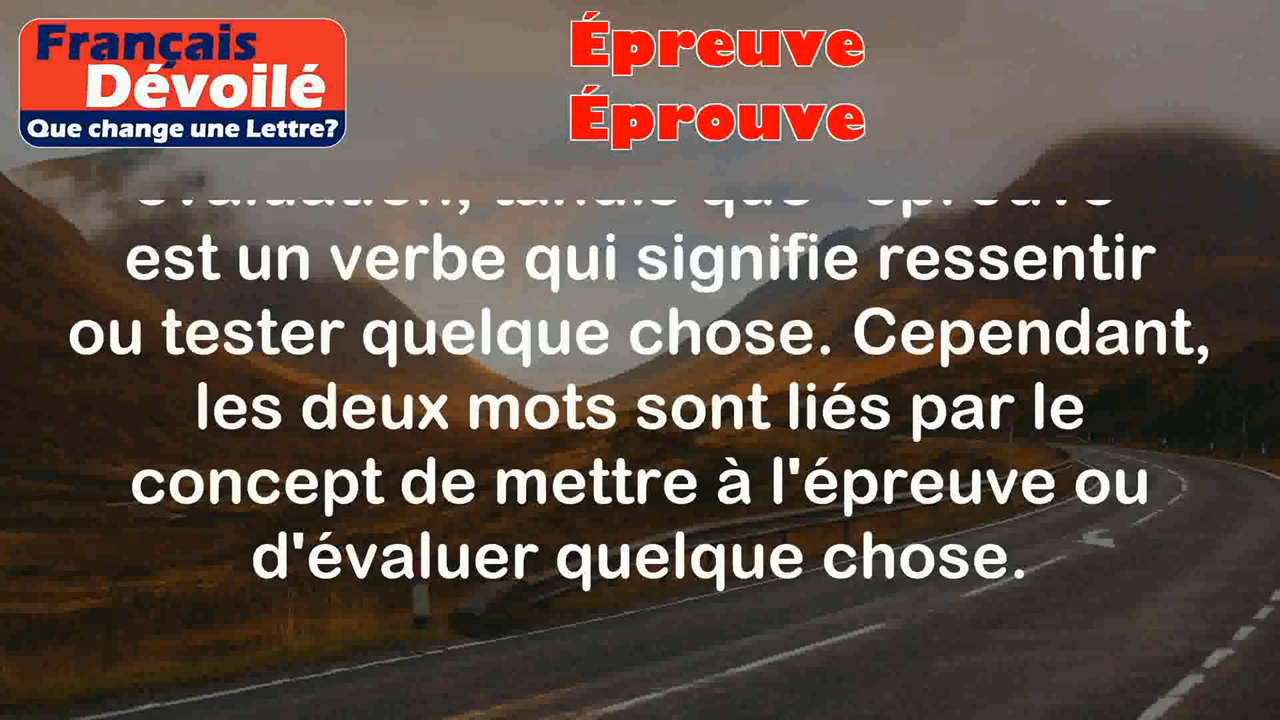 Français
Dévoilé
Que change une Lettre?
Épreuve
Éprouve
est un verbe qui signifie ressentir
ou tester quelque chose. Cependant,
les deux mots sont liés par le
concept de mettre à l'épreuve ou
d'évaluer quelque chose.